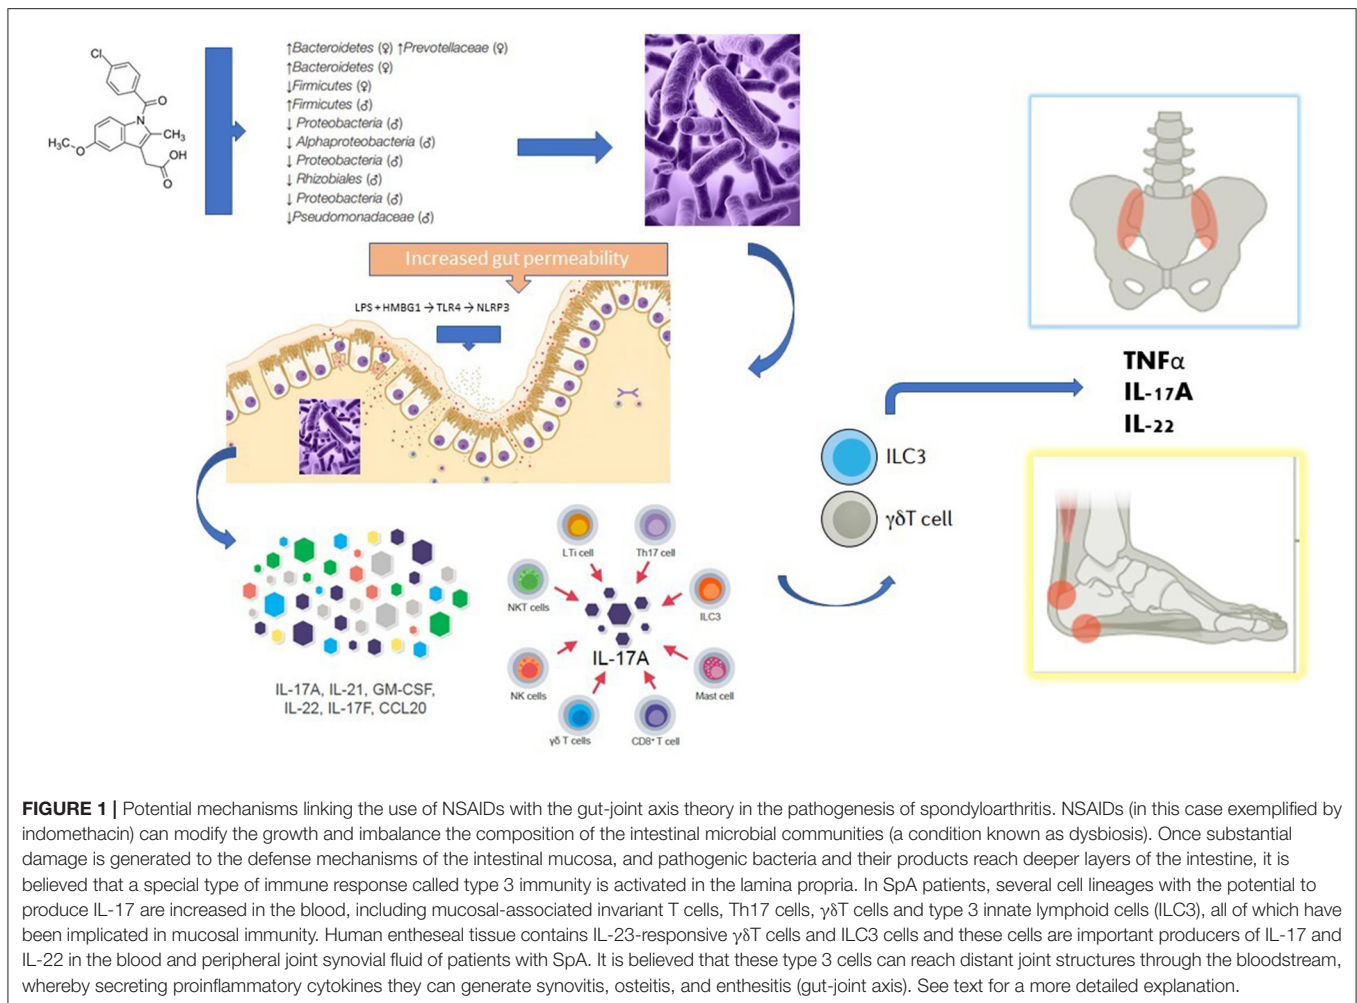 Cl
O
N
CH₃
H₃C
O
OH
O
↑Bacteroidetes (♀) ↑Prevotellaceae (♀)
↑Bacteroidetes (♀)
↓Firmicutes (♀)
↑Firmicutes (♂)
↓ Proteobacteria (♂)
↓ Alphaproteobacteria (♂)
↓ Proteobacteria (♂)
↓ Rhizobiales (♂)
↓ Proteobacteria (♂)
↓Pseudomonadaceae (♂)
Increased gut permeability
LPS + HMBG1 → TLR4 → NLRP3
TNFα
IL-17A
IL-22
ILC3
γδT cell
LTi cell
Th17 cell
NKT cells
ILC3
IL-17A
NK cells
Mast cell
γδ T cells
CD8⁺ T cell
IL-17A, IL-21, GM-CSF,
IL-22, IL-17F, CCL20
FIGURE 1 | Potential mechanisms linking the use of NSAIDs with the gut-joint axis theory in the pathogenesis of spondyloarthritis. NSAIDs (in this case exemplified by
indomethacin) can modify the growth and imbalance the composition of the intestinal microbial communities (a condition known as dysbiosis). Once substantial
damage is generated to the defense mechanisms of the intestinal mucosa, and pathogenic bacteria and their products reach deeper layers of the intestine, it is
believed that a special type of immune response called type 3 immunity is activated in the lamina propria. In SpA patients, several cell lineages with the potential to
produce IL-17 are increased in the blood, including mucosal-associated invariant T cells, Th17 cells, γδT cells and type 3 innate lymphoid cells (ILC3), all of which have
been implicated in mucosal immunity. Human entheseal tissue contains IL-23-responsive γδT cells and ILC3 cells and these cells are important producers of IL-17 and
IL-22 in the blood and peripheral joint synovial fluid of patients with SpA. It is believed that these type 3 cells can reach distant joint structures through the bloodstream,
whereby secreting proinflammatory cytokines they can generate synovitis, osteitis, and enthesitis (gut-joint axis). See text for a more detailed explanation.